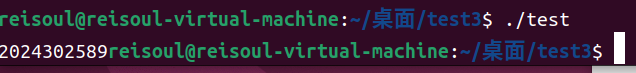 reisoul@reisoul-virtual-machine:~/桌面/test3$ ./test
2024302589reisoul@reisoul-virtual-machine:~/桌面/test3$